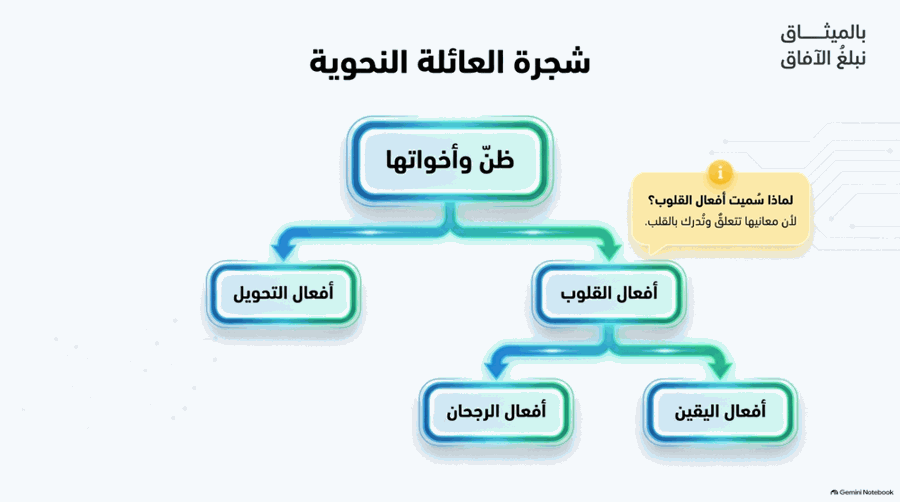 بالميثـــاق
نبلغُ الآفاق
شجرة العائلة النحوية
ظنّ وأخواتها
لماذا سُميت أفعال القلوب؟
لأن معانيها تتعلقُ وتُدرك بالقلب.
أفعال القلوب
أفعال التحويل
أفعال اليقين
أفعال الرجحان
Gemini Notebook